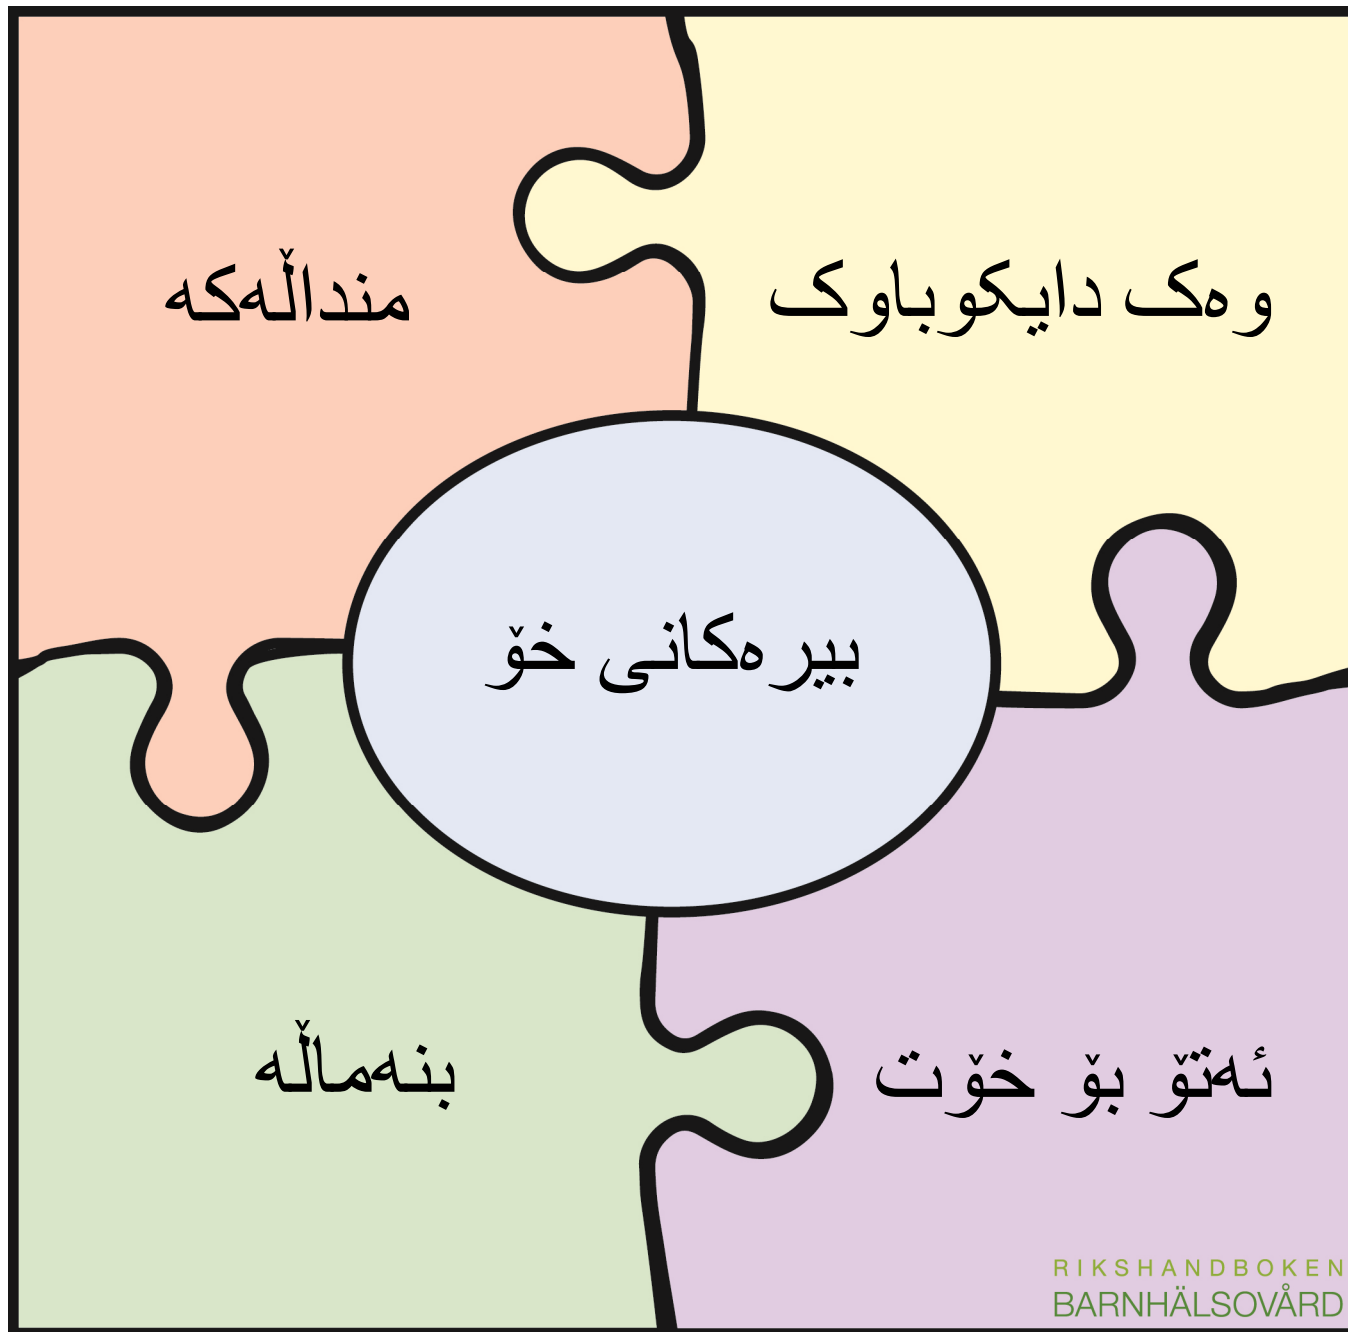 وەک دایکوباوک
منداڵەکە
بیرەکانی خۆ
ئەتۆ بۆ خۆت
بنەماڵە
RIKSHANDBOKEN
BARNHÄLSOVÅRD